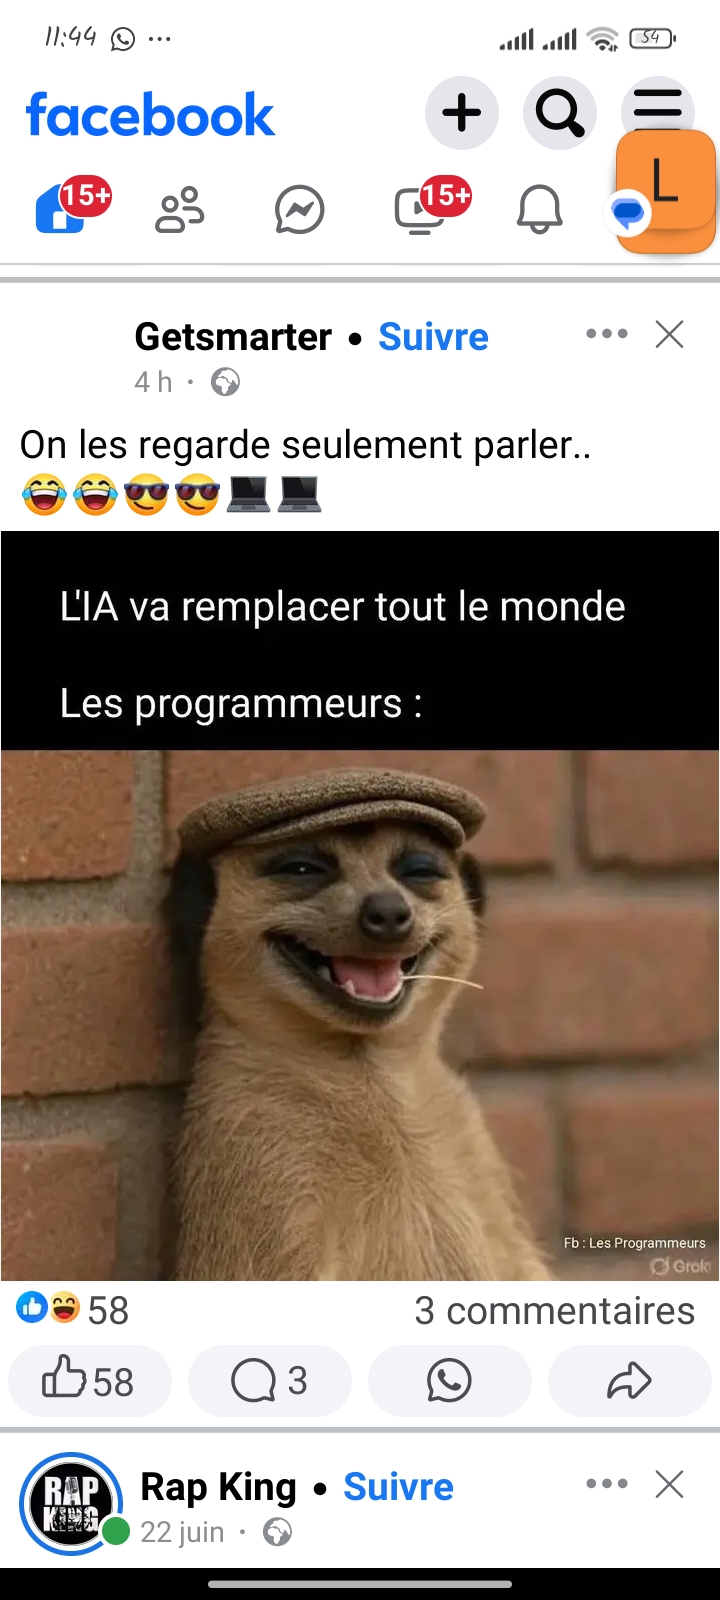 11:44
54
facebook
15+
15+
L
Getsmarter • Suivre
4 h ·
On les regarde seulement parler..
😂😂😎😎💻💻
L'IA va remplacer tout le monde
Les programmeurs :
Fb : Les Programmeurs
Grok
58
3 commentaires
58
3
RAP
KING
Rap King • Suivre
22 juin ·